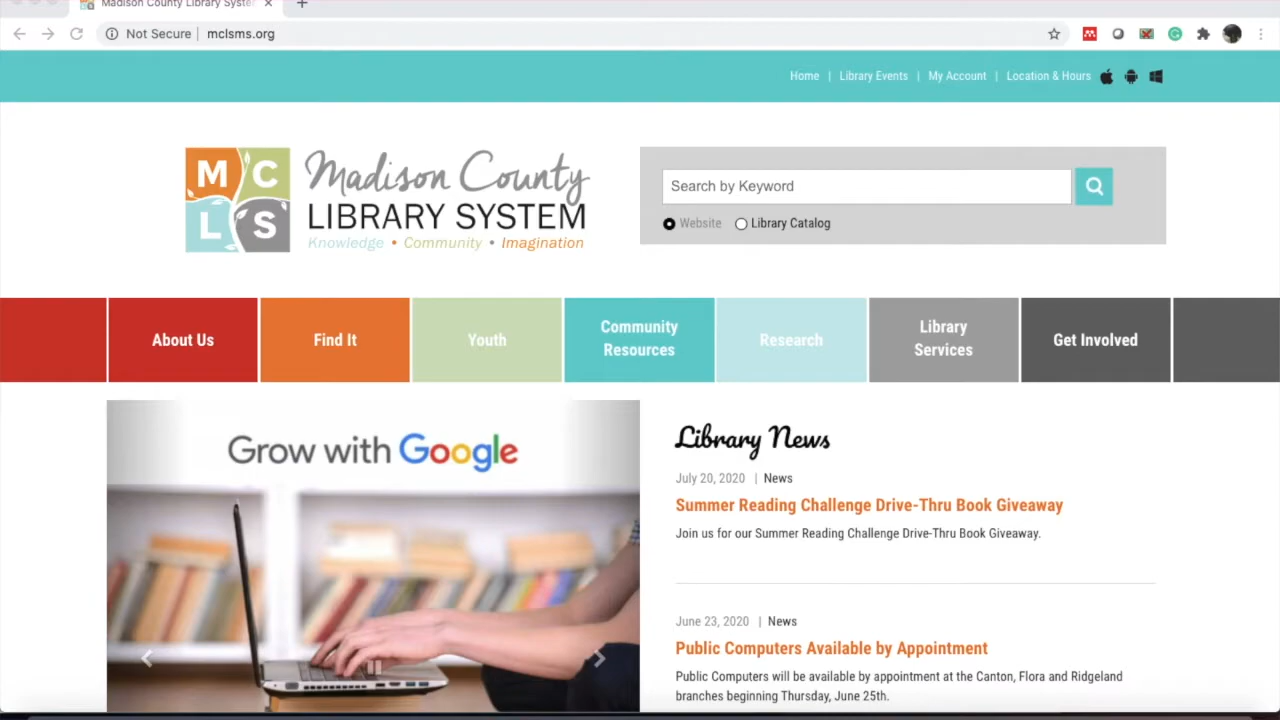 Madison County Library Syste
Not Secure | mclsms.org
Home | Library Events | My Account | Location & Hours
M C
L S
Madison County
LIBRARY SYSTEM
Knowledge • Community • Imagination
Search by Keyword
Website Library Catalog
About Us
Find It
Youth
Community
Resources
Research
Library
Services
Get Involved
Grow with Google
Library News
July 20, 2020 | News
Summer Reading Challenge Drive-Thru Book Giveaway
Join us for our Summer Reading Challenge Drive-Thru Book Giveaway.
June 23, 2020 | News
Public Computers Available by Appointment
Public Computers will be available by appointment at the Canton, Flora and Ridgeland
branches beginning Thursday, June 25th.